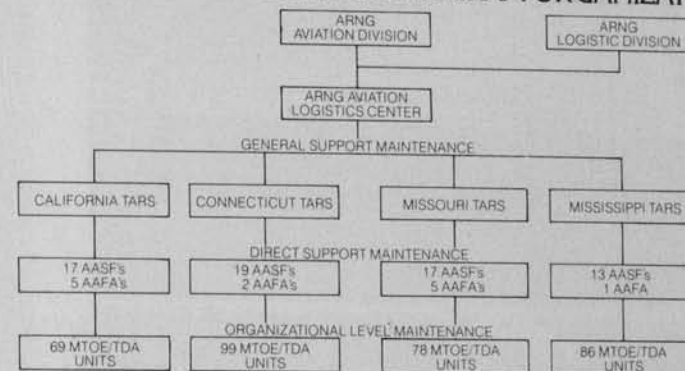 ARNG
AVIATION DIVISION
ARNG
LOGISTIC DIVISION
ARNG AVIATION
LOGISTICS CENTER
GENERAL SUPPORT MAINTENANCE
CALIFORNIA TARS
CONNECTICUT TARS
MISSOURI TARS
MISSISSIPPI TARS
DIRECT SUPPORT MAINTENANCE
17 AASF's
5 AAFA's
19 AASF's
2 AAFA's
17 AASF's
5 AAFA's
13 AASF's
1 AAFA
ORGANIZATIONAL LEVEL MAINTENANCE
69 MTOE/TDA
UNITS
99 MTOE/TDA
UNITS
78 MTOE/TDA
UNITS
86 MTOE/TDA
UNITS